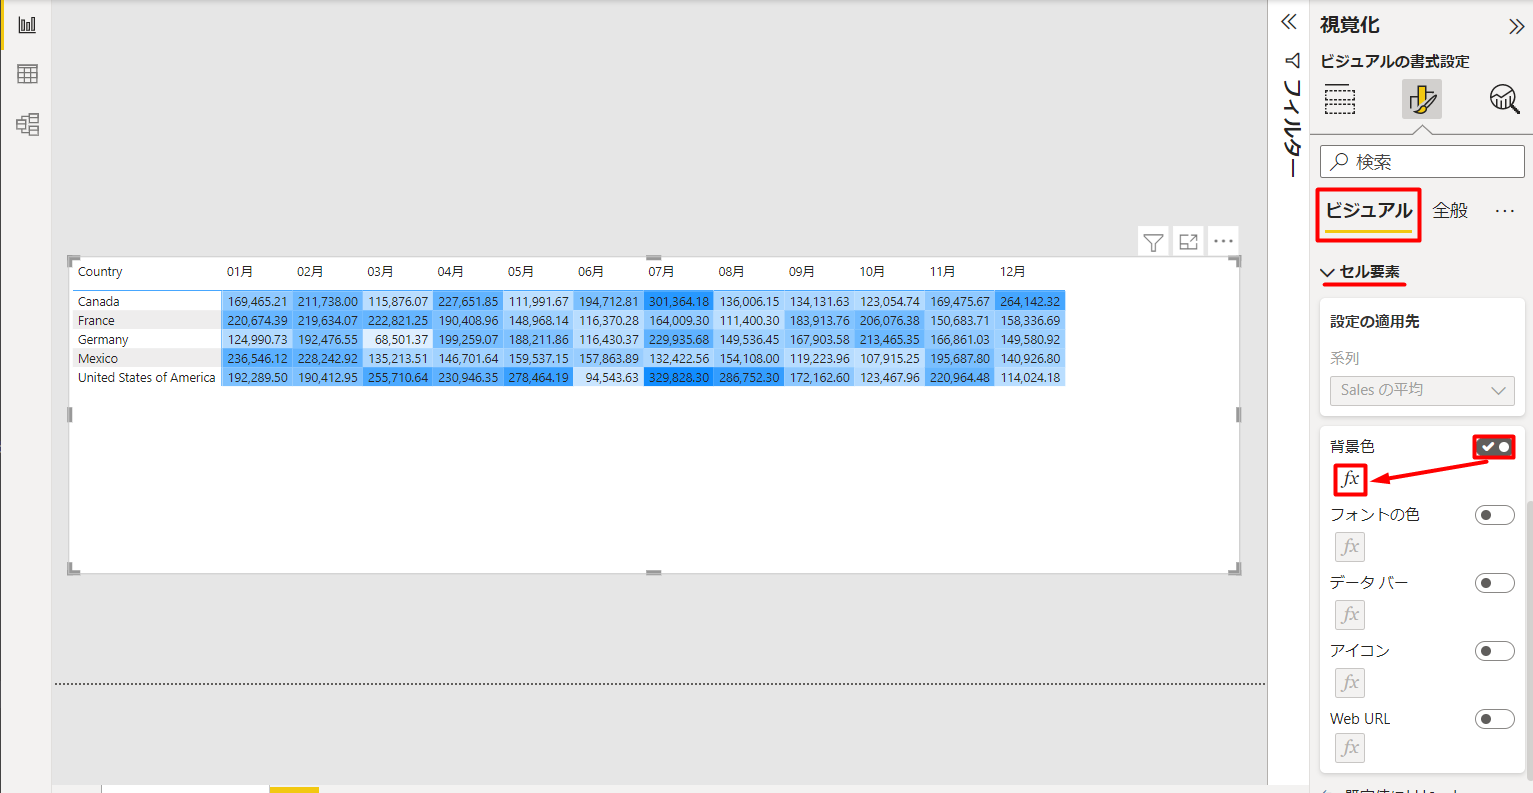 Country 01月 02月 03月 04月 05月 06月 07月 08月 09月 10月 11月 12月
Canada 169,465.21 211,738.00 115,876.07 227,651.85 111,991.67 194,712.81 301,364.18 136,006.15 134,131.63 123,054.74 169,475.67 264,142.32
France 220,674.39 219,634.07 222,821.25 190,408.96 148,968.14 116,370.28 164,009.30 111,400.30 183,913.76 206,076.38 150,683.71 158,336.69
Germany 124,990.73 192,476.55 68,501.37 199,259.07 188,211.86 116,430.37 229,935.68 149,536.45 167,903.58 213,465.35 166,861.03 149,580.92
Mexico 236,546.12 228,242.92 135,213.51 146,701.64 159,537.15 157,863.89 132,422.56 154,108.00 119,223.96 107,915.25 195,687.80 140,926.80
United States of America 192,289.50 190,412.95 255,710.64 230,946.35 278,464.19 94,543.63 329,828.30 286,752.30 172,162.60 123,467.96 220,964.48 114,024.18
フィルター
視覚化
ビジュアルの書式設定
検索
ビジュアル 全般 ...
セル要素
設定の適用先
系列
Sales の平均
背景色
fx
フォントの色
fx
データ バー
fx
アイコン
fx
Web URL
fx